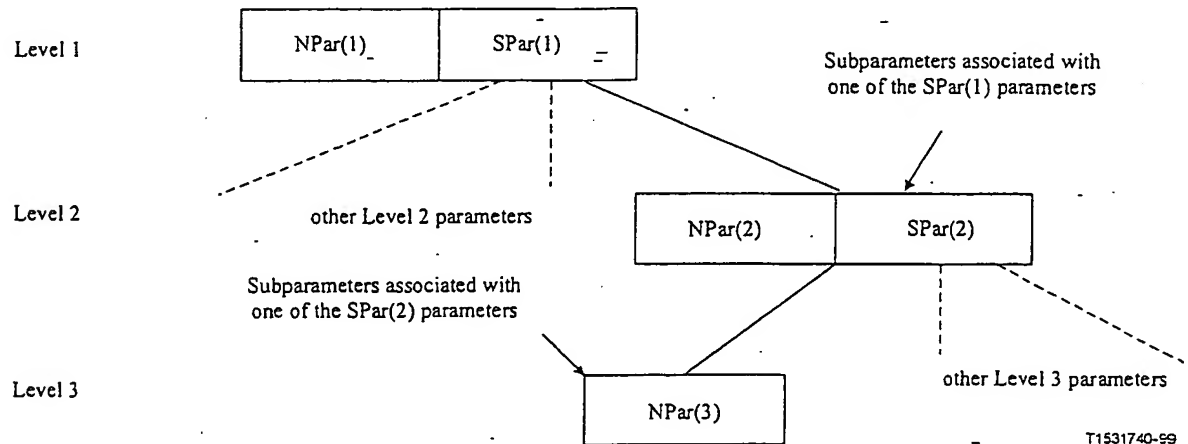 Level 1
NPar(1)
SPar(1)
Subparameters associated with
one of the SPar(1) parameters
Level 2
other Level 2 parameters
NPar(2)
SPar(2)
Subparameters associated with
one of the SPar(2) parameters
Level 3
NPar(3)
other Level 3 parameters
T1531740-99